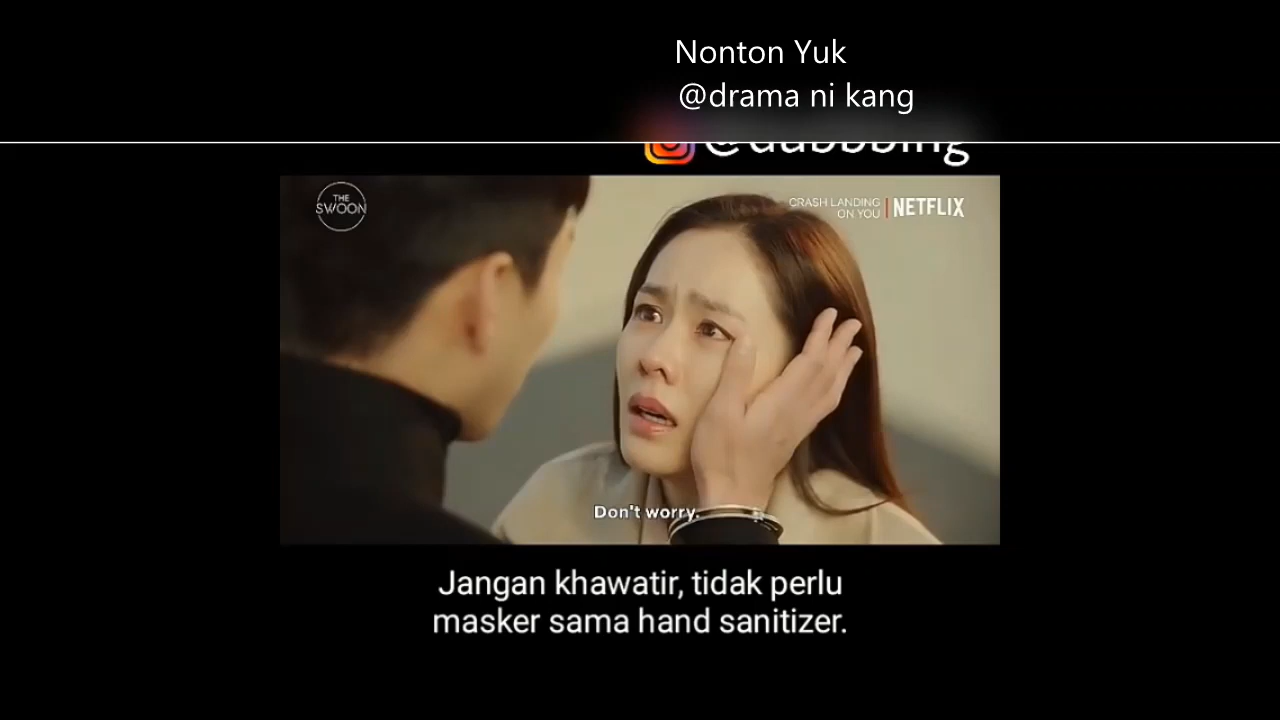 Nonton Yuk
@drama ni kang
@dubbbing
THE
SWOON
CRASH LANDING
ON YOU
NETFLIX
Don't worry.
Jangan khawatir, tidak perlu
masker sama hand sanitizer.